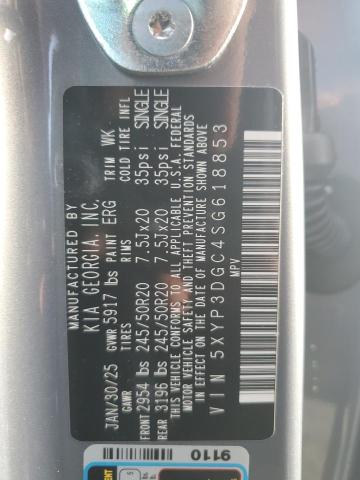 MANUFACTURED BY
KIA GEORGIA, INC.
JAN/30/25 GVWR 5917 lbs PAINT ERG TRIM WK
GAWR TIRES RIMS COLD TIRE INFL
FRONT 2954 lbs 245/50R20 7.5Jx20 35psi SINGLE
REAR 3196 lbs 245/50R20 7.5Jx20 35psi SINGLE
THIS VEHICLE CONFORMS TO ALL APPLICABLE U.S.A. FEDERAL
MOTOR VEHICLE SAFETY AND THEFT PREVENTION STANDARDS
IN EFFECT ON THE DATE OF MANUFACTURE SHOWN ABOVE
VIN 5XYP3DGC4SG618853
MPV
9110